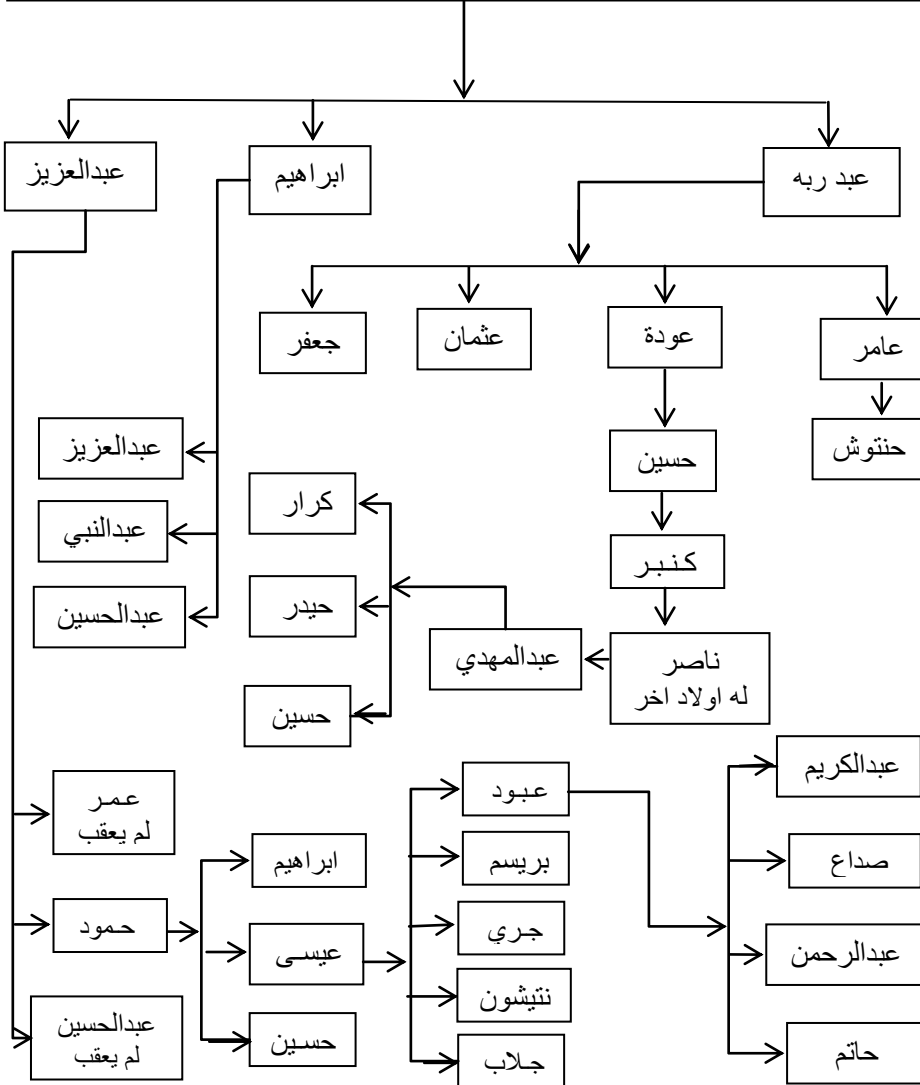 عبد ربه
ابراهيم
عبدالعزيز
عامر
عودة
عثمان
جعفر
حنتوش
حسين
كنبر
ناصر
له اولاد اخر
عبدالمهدي
كرار
حيدر
حسين
عبدالعزيز
عبدالنبي
عبدالحسين
عمر
لم يعقب
حمود
عبدالحسين
لم يعقب
ابراهيم
عيسى
حسين
عبود
بريسم
جري
نتيشون
جلاب
عبدالكريم
صداع
عبدالرحمن
حاتم